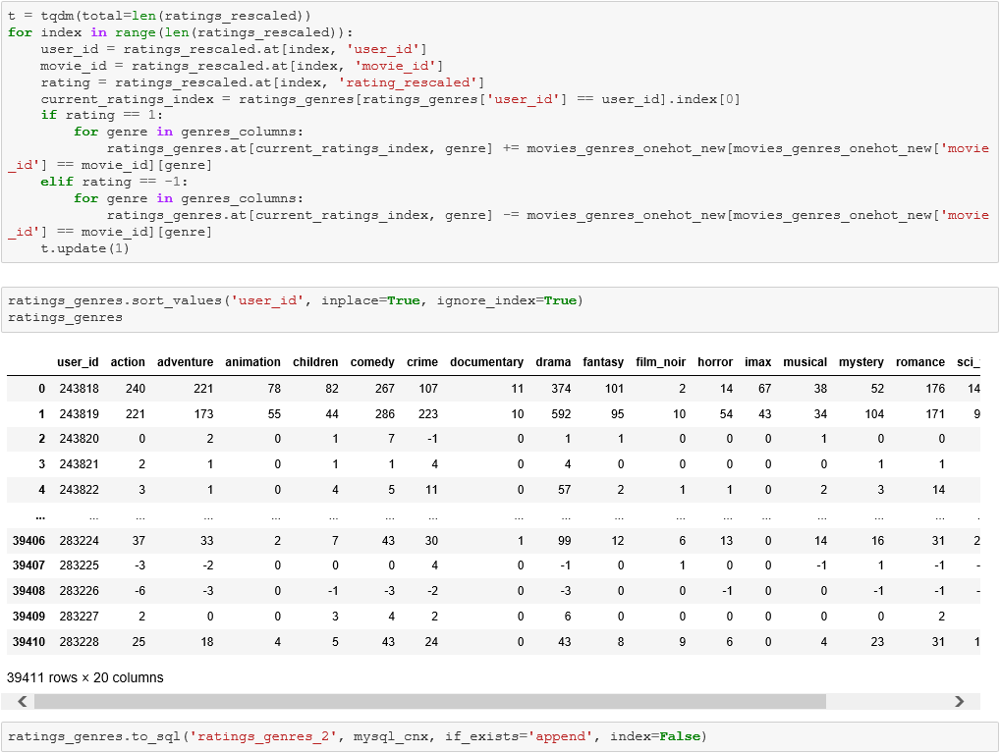 t = tqdm(total=len(ratings_rescaled))
for index in range(len(ratings_rescaled)):
    user_id = ratings_rescaled.at[index, 'user_id']
    movie_id = ratings_rescaled.at[index, 'movie_id']
    rating = ratings_rescaled.at[index, 'rating_rescaled']
    current_ratings_index = ratings_genres[ratings_genres['user_id'] == user_id].index[0]
    if rating == 1:
        for genre in genres_columns:
            ratings_genres.at[current_ratings_index, genre] += movies_genres_onehot_new[movies_genres_onehot_new['movie
_id'] == movie_id][genre]
    elif rating == -1:
        for genre in genres_columns:
            ratings_genres.at[current_ratings_index, genre] -= movies_genres_onehot_new[movies_genres_onehot_new['movie
_id'] == movie_id][genre]
    t.update(1)
ratings_genres.sort_values('user_id', inplace=True, ignore_index=True)
ratings_genres
user_id action adventure animation children comedy crime documentary drama fantasy film_noir horror imax musical mystery romance sci_
0 243818 240 221 78 82 267 107 11 374 101 2 14 67 38 52 176 14
1 243819 221 173 55 44 286 223 10 592 95 10 54 43 34 104 171 9
2 243820 0 2 0 1 7 -1 0 1 1 0 0 0 1 0 0
3 243821 2 1 0 1 1 4 0 4 0 0 0 0 0 1 1
4 243822 3 1 0 4 5 11 0 57 2 1 1 0 2 3 14
... ... ... ... ... ... ... ... ... ... ... ... ... ... ... ... ... .
39406 283224 37 33 2 7 43 30 1 99 12 6 13 0 14 16 31 2
39407 283225 -3 -2 0 0 0 4 0 -1 0 1 0 0 -1 1 -1 -
39408 283226 -6 -3 0 -1 -3 -2 0 -3 0 0 -1 0 0 -1 -1 -
39409 283227 2 0 0 3 4 2 0 6 0 0 0 0 0 0 2
39410 283228 25 18 4 5 43 24 0 43 8 9 6 0 4 23 31 1
39411 rows × 20 columns
ratings_genres.to_sql('ratings_genres_2', mysql_cnx, if_exists='append', index=False)